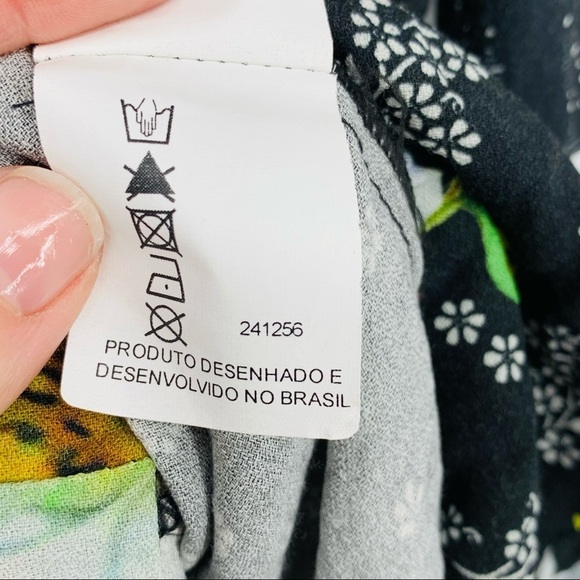 241256
PRODUTO DESENHADO E
DESENVOLVIDO NO BRASIL